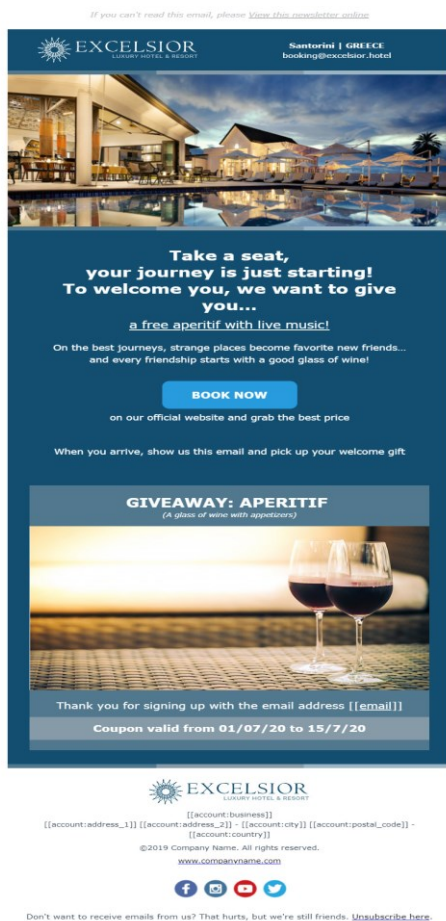 If you can't read this email, please View this newsletter online
EXCELSIOR
LUXURY HOTEL & RESORT
Santorini | GREECE
booking@excelsior.hotel
Take a seat,
your journey is just starting!
To welcome you, we want to give
you...
a free aperitif with live music!
On the best journeys, strange places become favorite new friends...
and every friendship starts with a good glass of wine!
BOOK NOW
on our official website and grab the best price
When you arrive, show us this email and pick up your welcome gift
GIVEAWAY: APERITIF
(A glass of wine with appetizers)
Thank you for signing up with the email address [[email]]
Coupon valid from 01/07/20 to 15/7/20
EXCELSIOR
LUXURY HOTEL & RESORT
[[account:business]]
[[account:address_1]] [[account:address_2]] - [[account:city]] [[account:postal_code]] -
[[account:country]]
©2019 Company Name. All rights reserved.
www.companyname.com
Don't want to receive emails from us? That hurts, but we're still friends. Unsubscribe here.